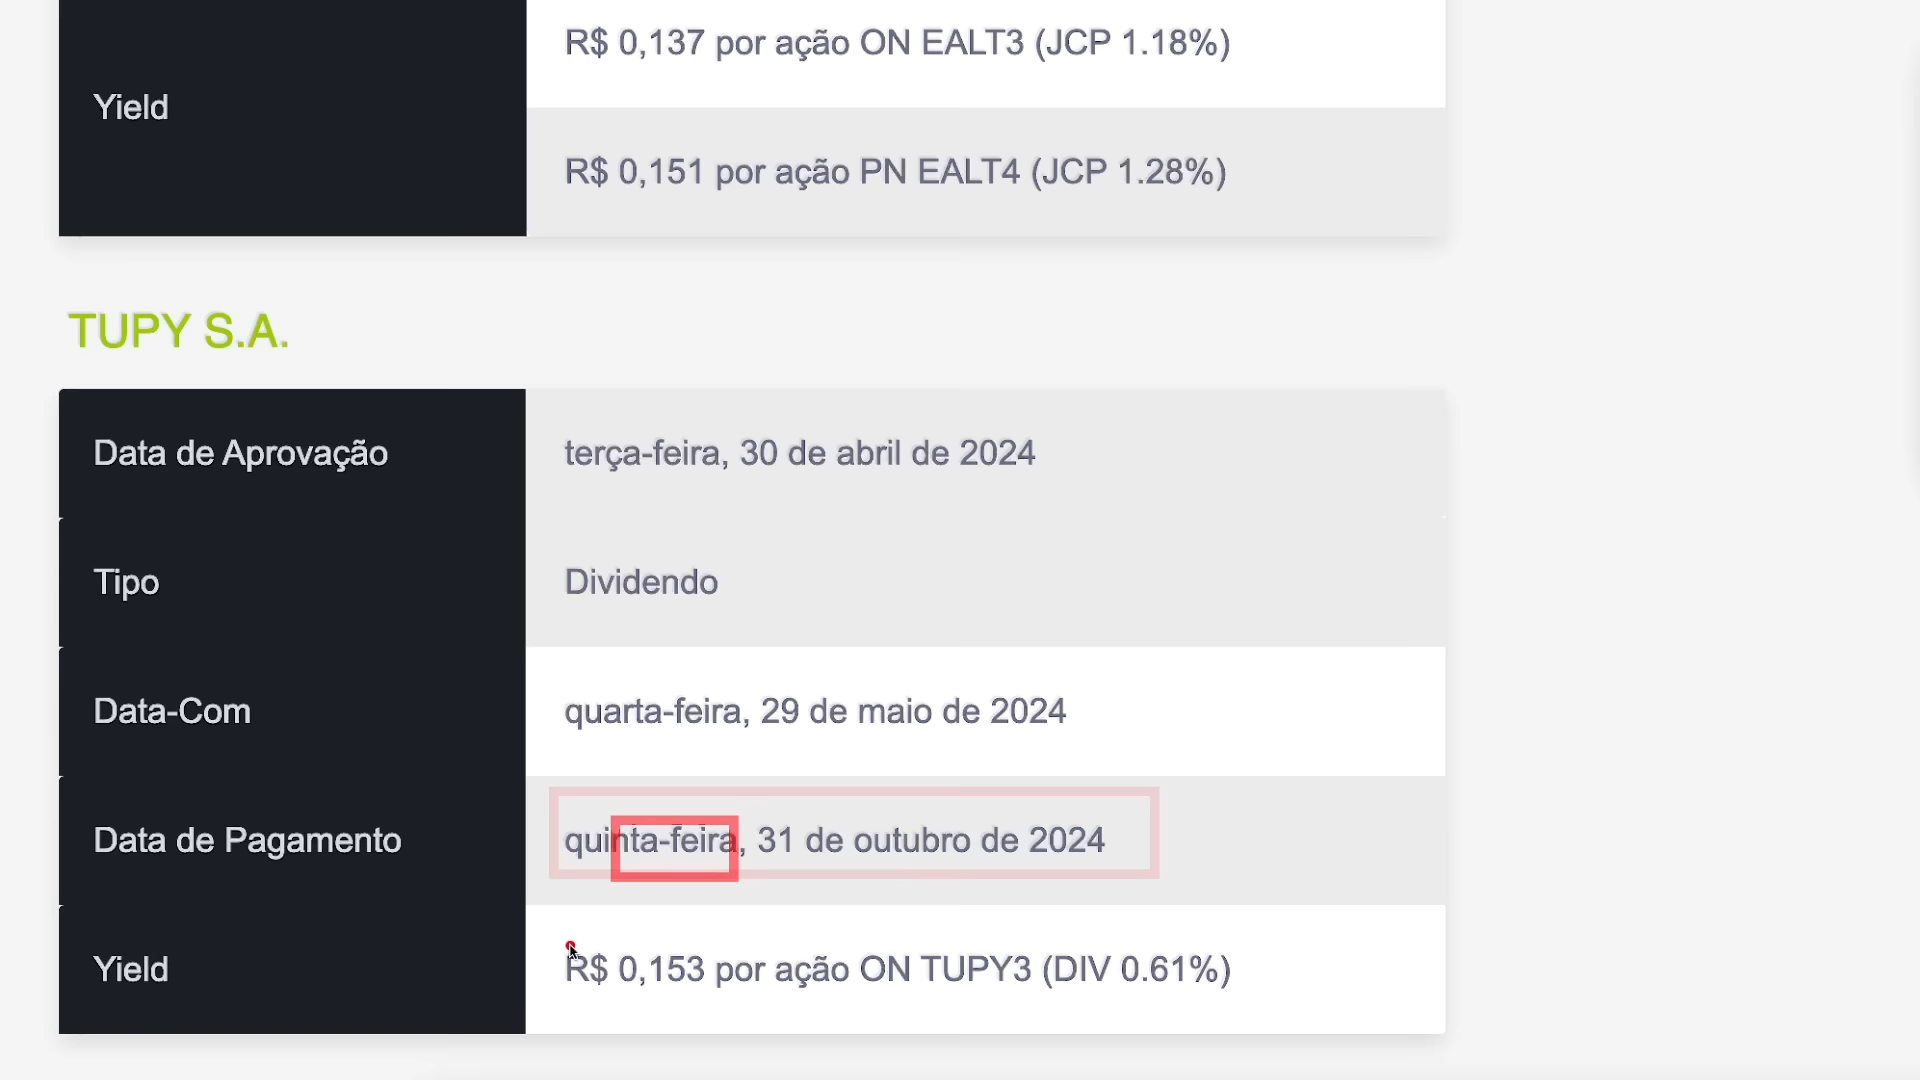 R$ 0,137 por ação ON EALT3 (JCP 1.18%)
Yield
R$ 0,151 por ação PN EALT4 (JCP 1.28%)
TUPY S.A.
Data de Aprovação terça-feira, 30 de abril de 2024
Tipo Dividendo
Data-Com quarta-feira, 29 de maio de 2024
Data de Pagamento quinta-feira, 31 de outubro de 2024
Yield R$ 0,153 por ação ON TUPY3 (DIV 0.61%)